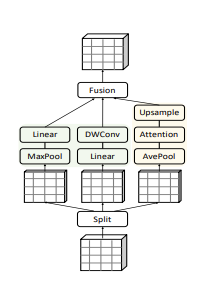 Fusion
Upsample
Linear
DWConv
Attention
MaxPool
Linear
AvePool
Split